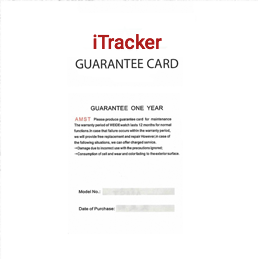 iTracker
GUARANTEE CARD
GUARANTEE ONE YEAR
AMST Please produce guarantee card for maintenance
The warranty period of W0008 watch lasts 12 months for normal
functions.In case that failure occurs within the warranty period,
we will provide free replacement and repair However,in case of
the following situations, we can offer charged service.
•Damage due to incorrect use with the precautions ignored;
•Consumption of cell and wear and color-fading to the exterior surface.
Model No.:
Date of Purchase: